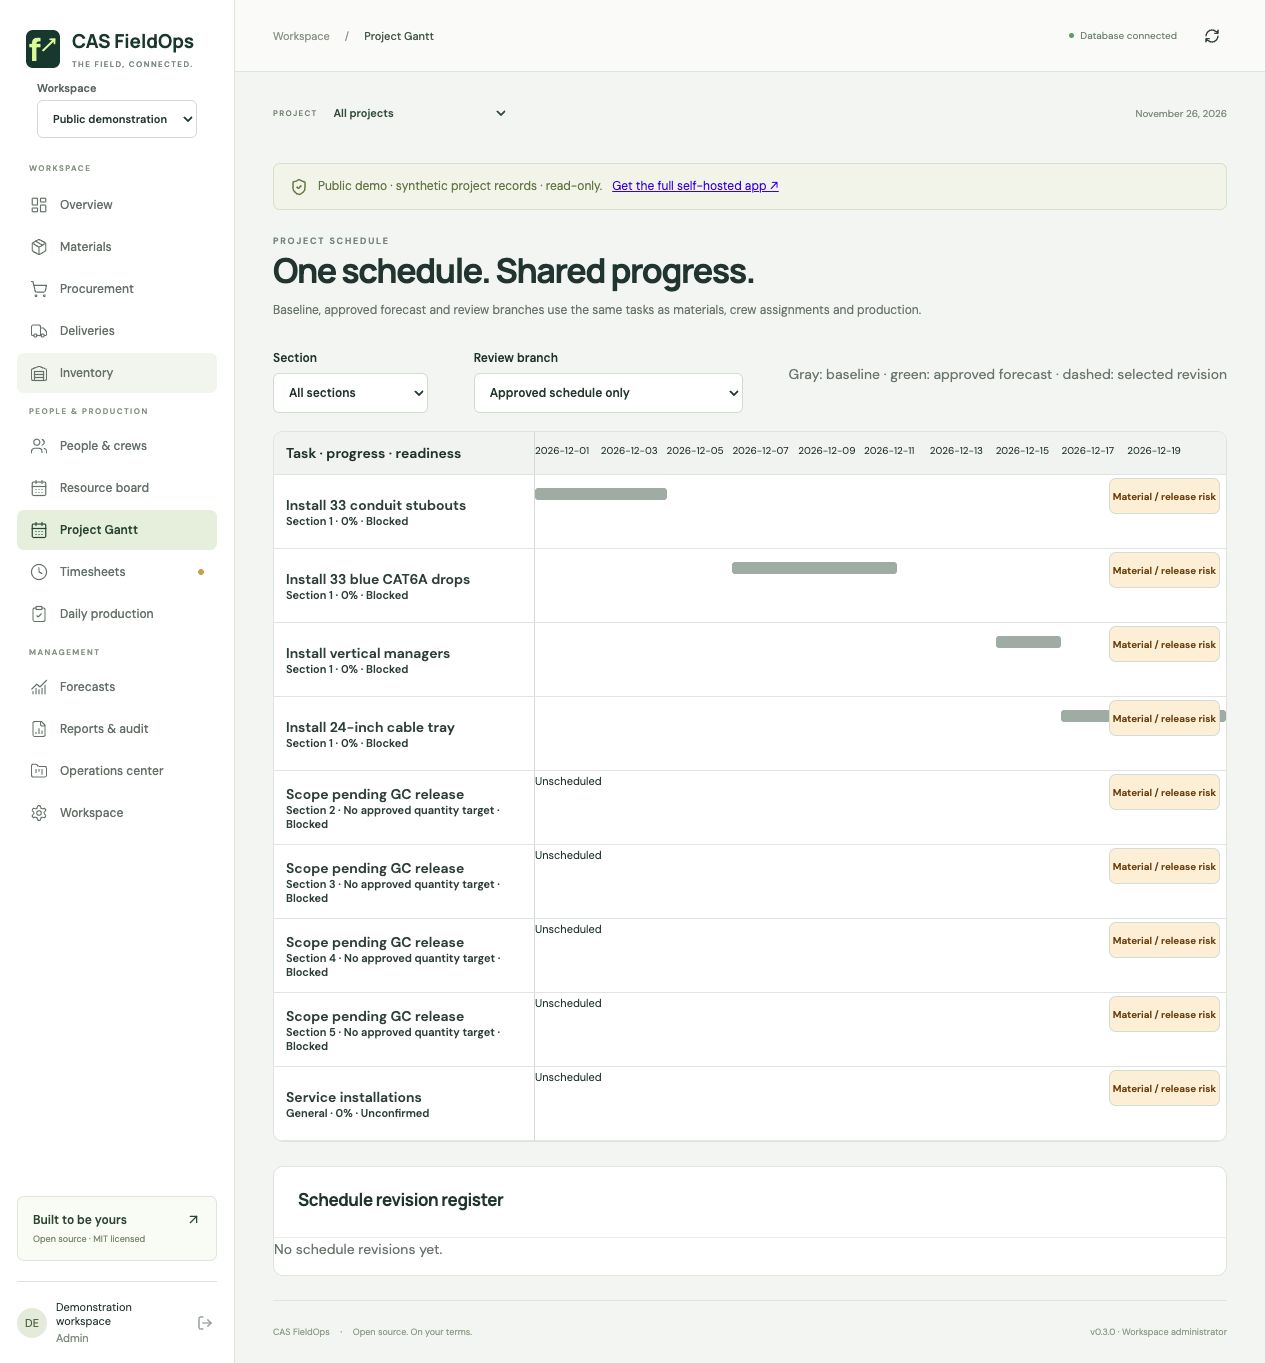 CAS FieldOps
THE FIELD, CONNECTED.
Workspace
Public demonstration
WORKSPACE
Overview
Materials
Procurement
Deliveries
Inventory
PEOPLE & PRODUCTION
People & crews
Resource board
Project Gantt
Timesheets
Daily production
MANAGEMENT
Forecasts
Reports & audit
Operations center
Workspace
Built to be yours
Open source · MIT licensed
DE
Demonstration
workspace
Admin
Workspace / Project Gantt
Database connected
PROJECT All projects
November 26, 2026
Public demo · synthetic project records · read-only. Get the full self-hosted app ↗
PROJECT SCHEDULE
One schedule. Shared progress.
Baseline, approved forecast and review branches use the same tasks as materials, crew assignments and production.
Section
All sections
Review branch
Approved schedule only
Gray: baseline · green: approved forecast · dashed: selected revision
Task · progress · readiness
2026-12-01 2026-12-03 2026-12-05 2026-12-07 2026-12-09 2026-12-11 2026-12-13 2026-12-15 2026-12-17 2026-12-19
Install 33 conduit stubouts
Section 1 · 0% · Blocked
Material / release risk
Install 33 blue CAT6A drops
Section 1 · 0% · Blocked
Material / release risk
Install vertical managers
Section 1 · 0% · Blocked
Material / release risk
Install 24-inch cable tray
Section 1 · 0% · Blocked
Material / release risk
Scope pending GC release
Section 2 · No approved quantity target ·
Blocked
Unscheduled
Material / release risk
Scope pending GC release
Section 3 · No approved quantity target ·
Blocked
Unscheduled
Material / release risk
Scope pending GC release
Section 4 · No approved quantity target ·
Blocked
Unscheduled
Material / release risk
Scope pending GC release
Section 5 · No approved quantity target ·
Blocked
Unscheduled
Material / release risk
Service installations
General · 0% · Unconfirmed
Unscheduled
Material / release risk
Schedule revision register
No schedule revisions yet.
CAS FieldOps · Open source. On your terms.
v0.3.0 · Workspace administrator